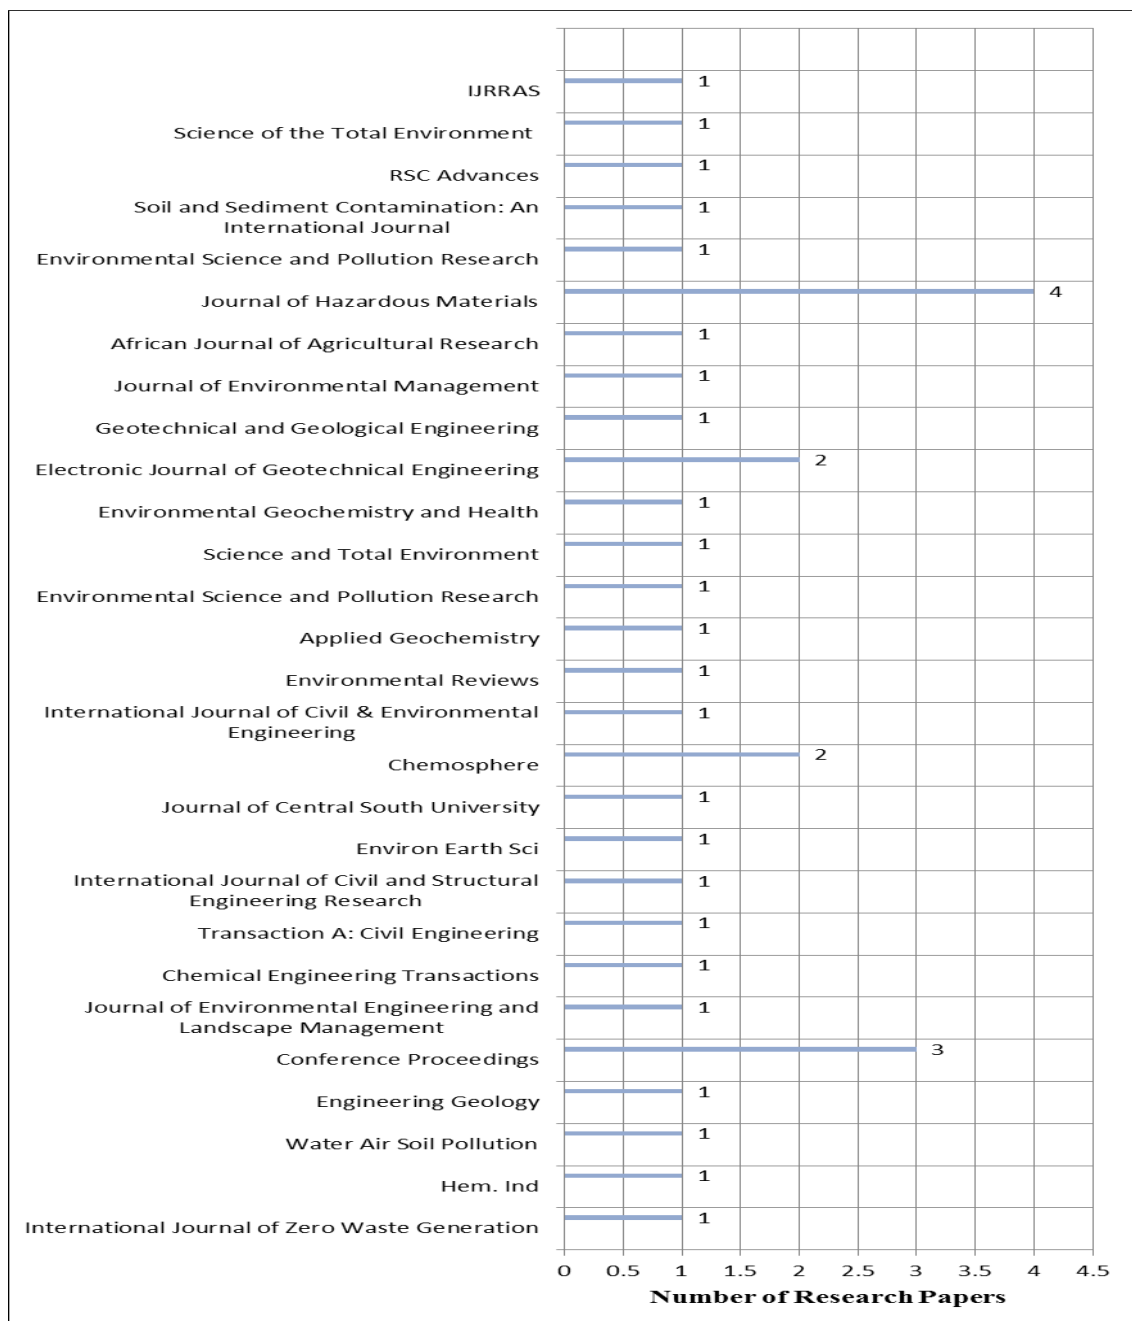 IJRRAS 1
Science of the Total Environment 1
RSC Advances 1
Soil and Sediment Contamination: An
International Journal 1
Environmental Science and Pollution Research 1
Journal of Hazardous Materials 4
African Journal of Agricultural Research 1
Journal of Environmental Management 1
Geotechnical and Geological Engineering 1
Electronic Journal of Geotechnical Engineering 2
Environmental Geochemistry and Health 1
Science and Total Environment 1
Environmental Science and Pollution Research 1
Applied Geochemistry 1
Environmental Reviews 1
International Journal of Civil & Environmental
Engineering 1
Chemosphere 2
Journal of Central South University 1
Environ Earth Sci 1
International Journal of Civil and Structural
Engineering Research 1
Transaction A: Civil Engineering 1
Chemical Engineering Transactions 1
Journal of Environmental Engineering and
Landscape Management 1
Conference Proceedings 3
Engineering Geology 1
Water Air Soil Pollution 1
Hem. Ind 1
International Journal of Zero Waste Generation 1
0 0.5 1 1.5 2 2.5 3 3.5 4 4.5
Number of Research Papers